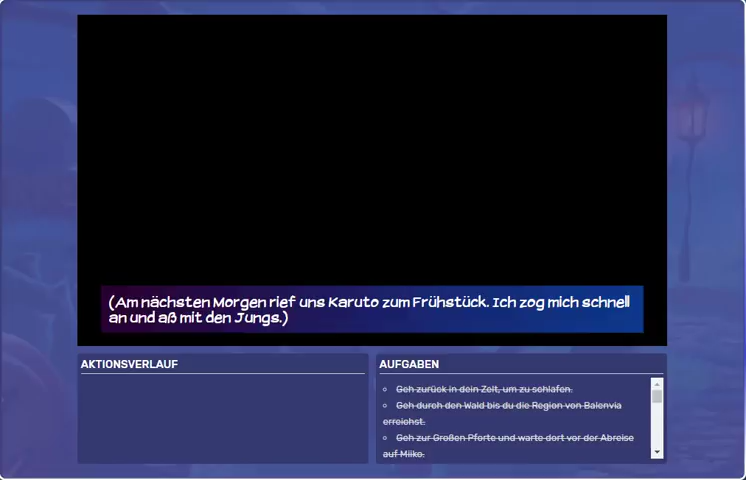 (Am nächsten Morgen rief uns Karuto zum Frühstück. Ich zog mich schnell
an und aß mit den Jungs.)
AKTIONSVERLAUF
AUFGABEN
Geh zurück in dein Zelt, um zu schlafen.
Geh durch den Wald bis du die Region von Balenvia
erreichst.
Geh zur Großen Pforte und warte dort vor der Abreise
auf Miiko.